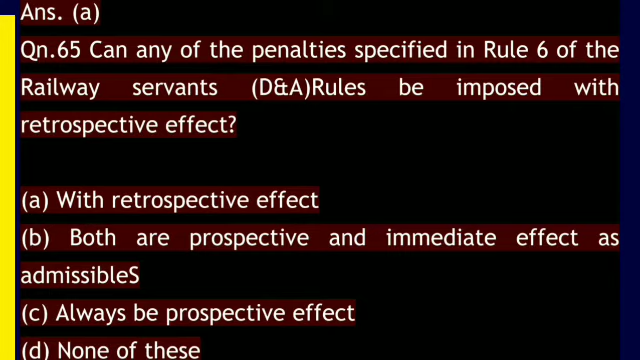 Ans. (a)
Qn.65 Can any of the penalties specified in Rule 6 of the
Railway servants (D&A)Rules be imposed with
retrospective effect?
(a) With retrospective effect
(b) Both are prospective and immediate effect as
admissibleS
(c) Always be prospective effect
(d) None of these